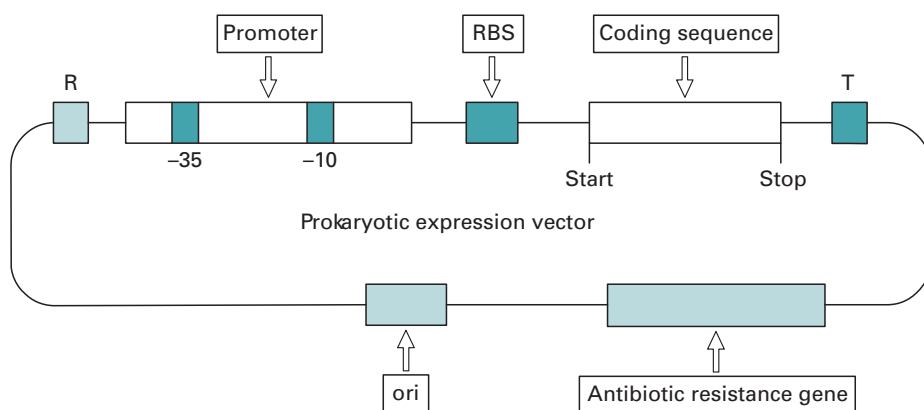 Promoter
RBS
Coding sequence
R
T
–35
–10
Start
Stop
Prokaryotic expression vector
ori
Antibiotic resistance gene